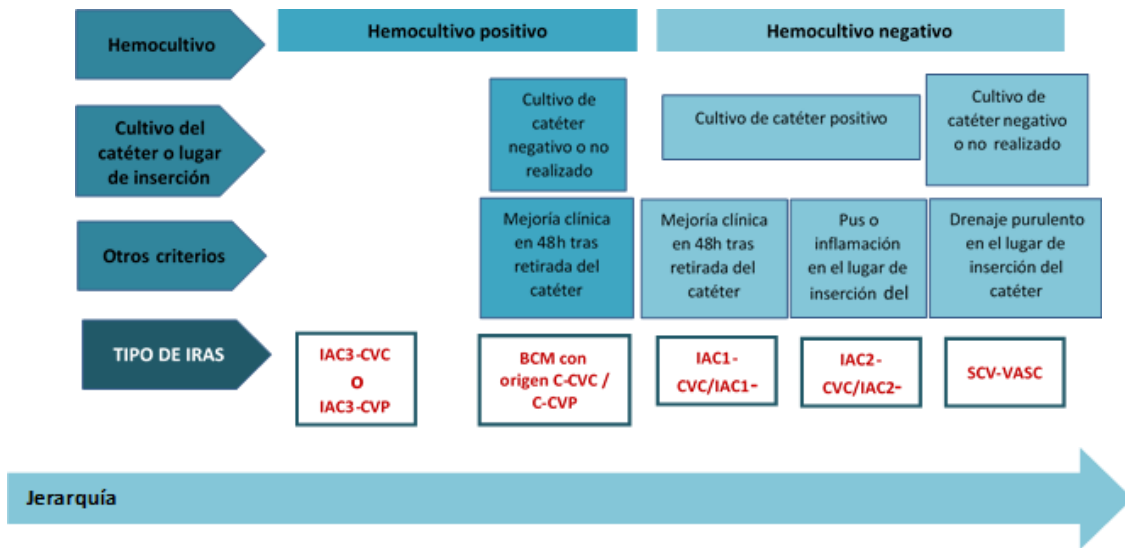 Hemocultivo
Hemocultivo positivo
Hemocultivo negativo
Cultivo del
catéter o lugar
de inserción
Cultivo de
catéter
negativo o no
realizado
Cultivo de catéter positivo
Cultivo de
catéter negativo
o no realizado
Otros criterios
Mejoría clínica
en 48h tras
retirada del
catéter
Mejoría clínica
en 48h tras
retirada del
catéter
Pus o
inflamación
en el lugar de
inserción del
Drenaje purulento
en el lugar de
inserción del
catéter
TIPO DE IRAS
IAC3-CVC
O
IAC3-CVP
BCM con
origen C-CVC /
C-CVP
IAC1-
CVC/IAC1-
IAC2-
CVC/IAC2-
SCV-VASC
Jerarquía